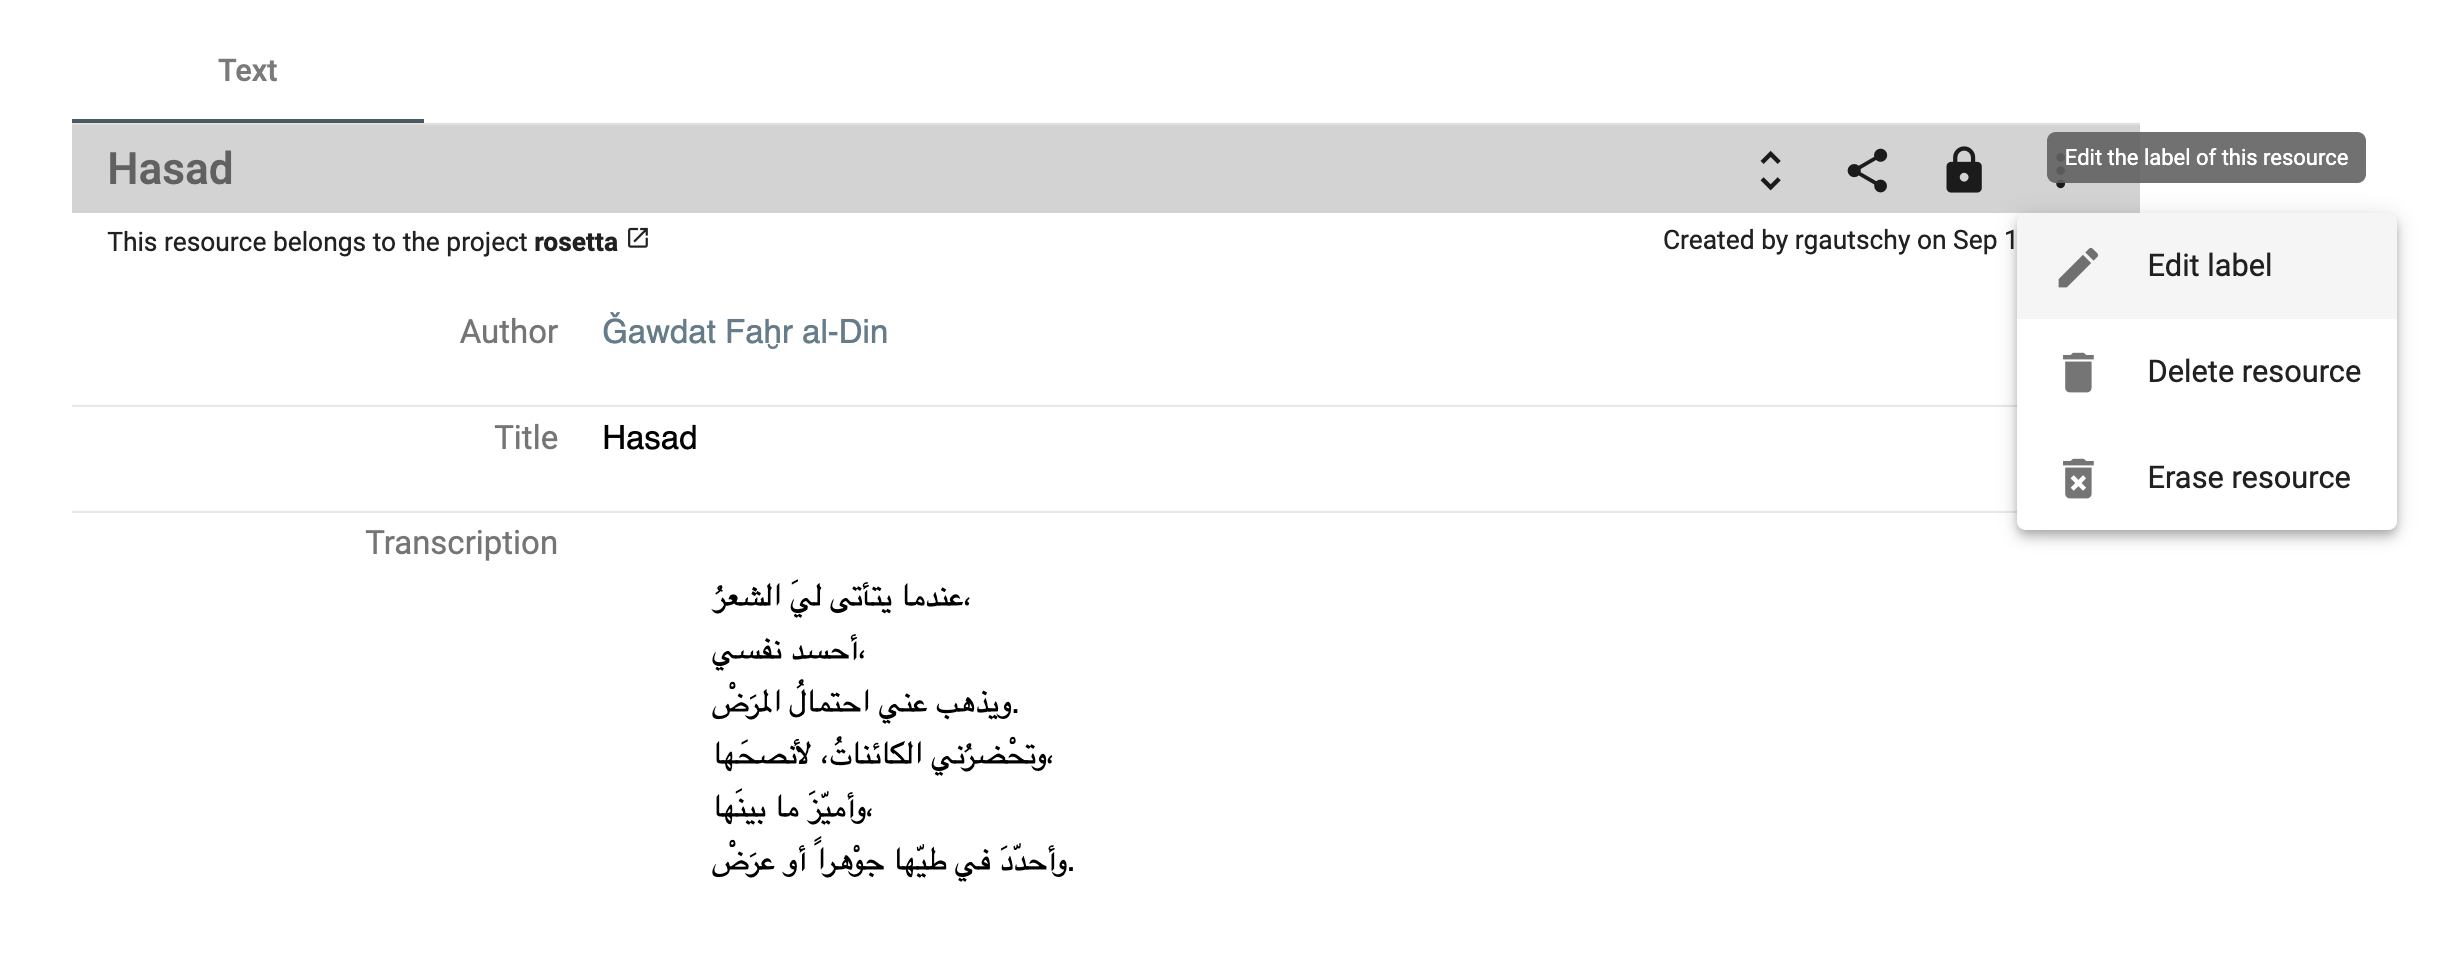 Text
Hasad
Edit the label of this resource
This resource belongs to the project rosetta
Created by rgautschy on Sep 1
Edit label
Delete resource
Erase resource
Author Ǧawdat Faḫr al-Din
Title Hasad
Transcription
عندما يتأتى ليَ الشعرُ،
أحسد نفسي،
ويذهب عني احتمالُ المرَضْ.
وتحْضرُني الكائناتُ، لأنصحَها،
وأميّزَ ما بينَها،
وأحدّدَ في طيّها جوْهراً أو عرَضْ.